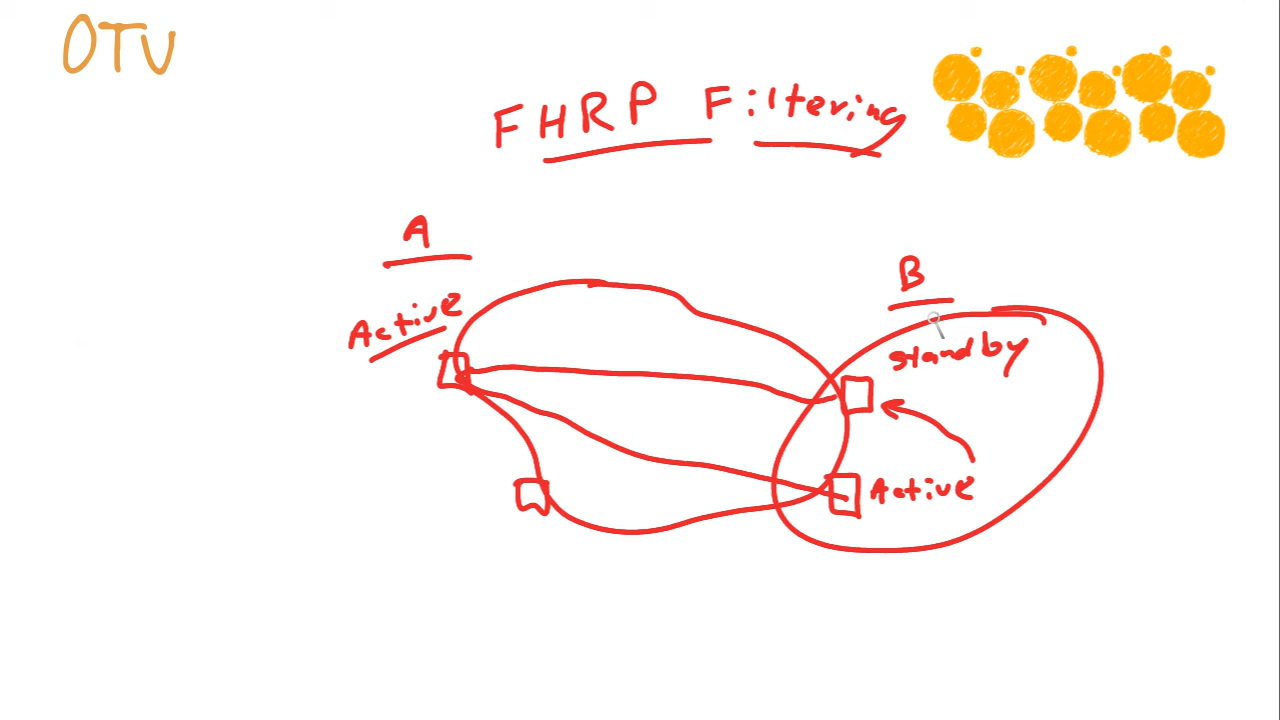 OTV
FHRP Filtering
A
B
Active
standby
Active